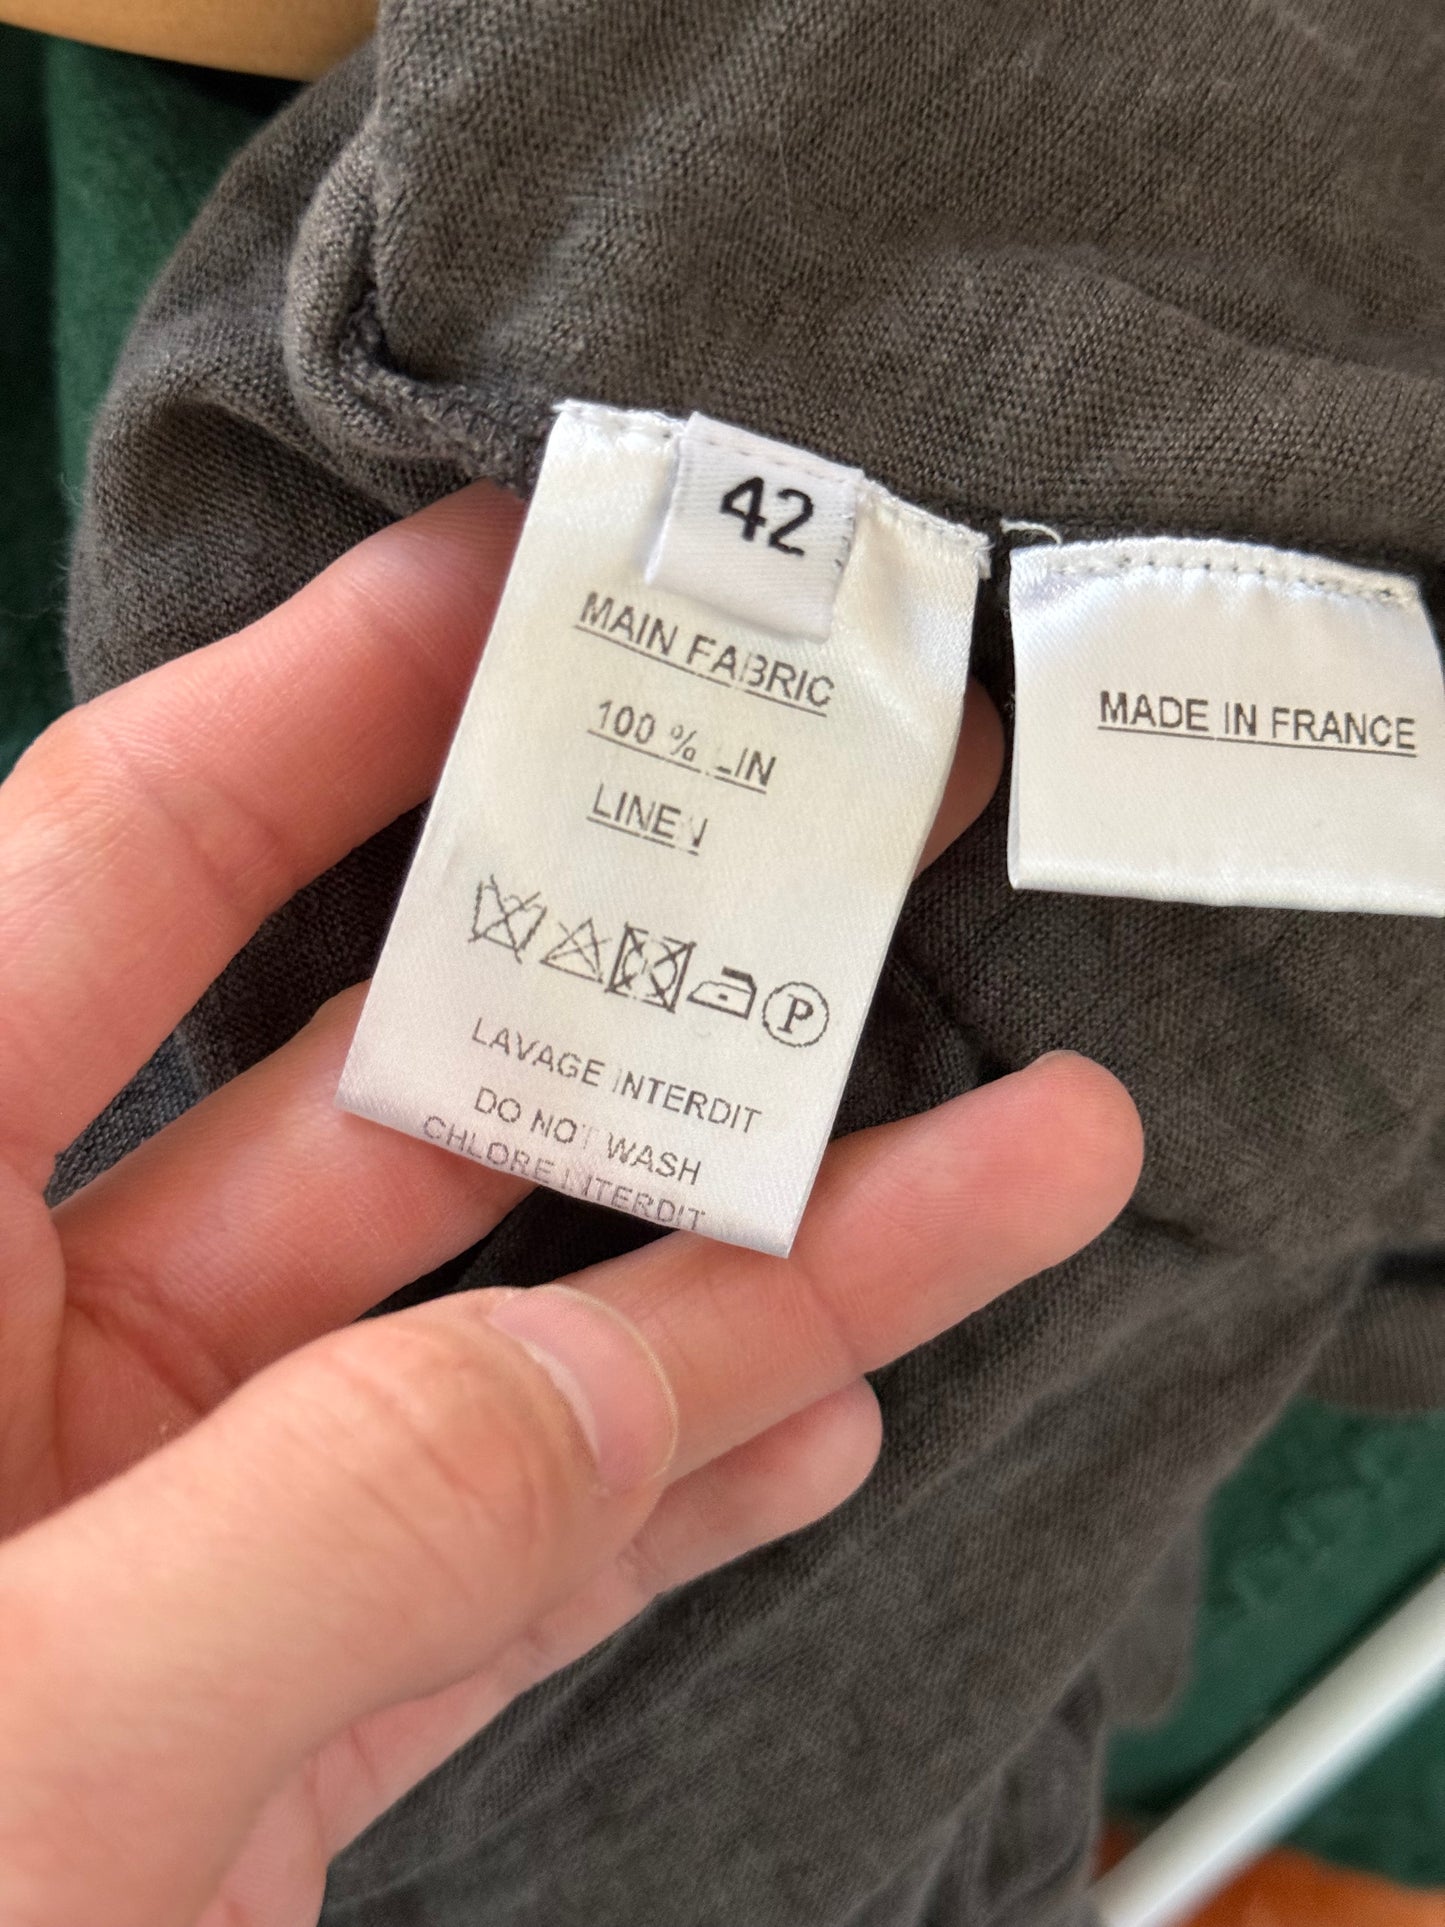 42
MAIN FABRIC
100 % LIN
LINEN
P
LAVAGE INTERDIT
DO NOT WASH
CHLORE INTERDIT
MADE IN FRANCE